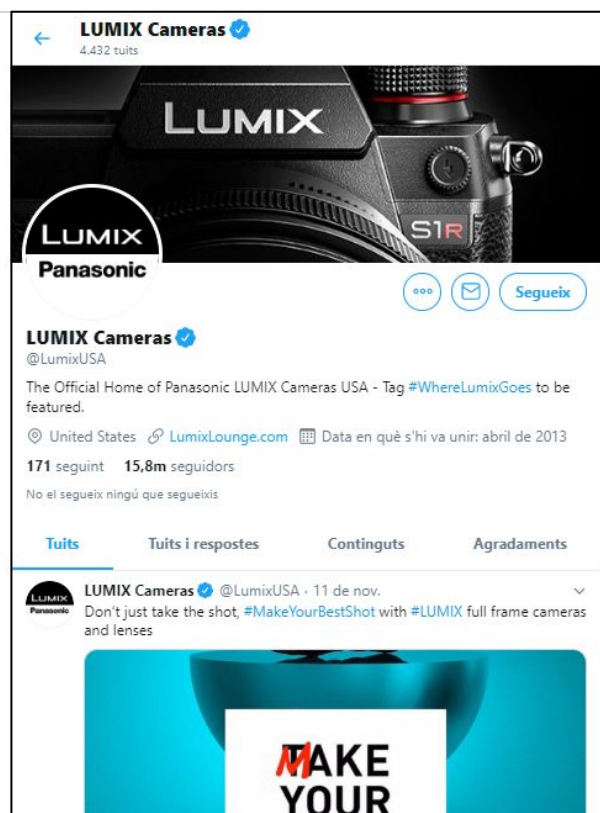 LUMIX Cameras
4.432 tuits
LUMIX
S1R
LUMIX
Panasonic
Segueix
LUMIX Cameras
@LumixUSA
The Official Home of Panasonic LUMIX Cameras USA - Tag #WhereLumixGoes to be
featured.
United States LumixLounge.com Data en què s'hi va unir: abril de 2013
171 seguint 15,8m seguidors
No el segueix ningú que segueixis
Tuits Tuits i respostes Continguts Agradaments
LUMIX Cameras @LumixUSA · 11 de nov.
LUMIX
Panasonic
Don't just take the shot, #MakeYourBestShot with #LUMIX full frame cameras
and lenses
MAKE
YOUR